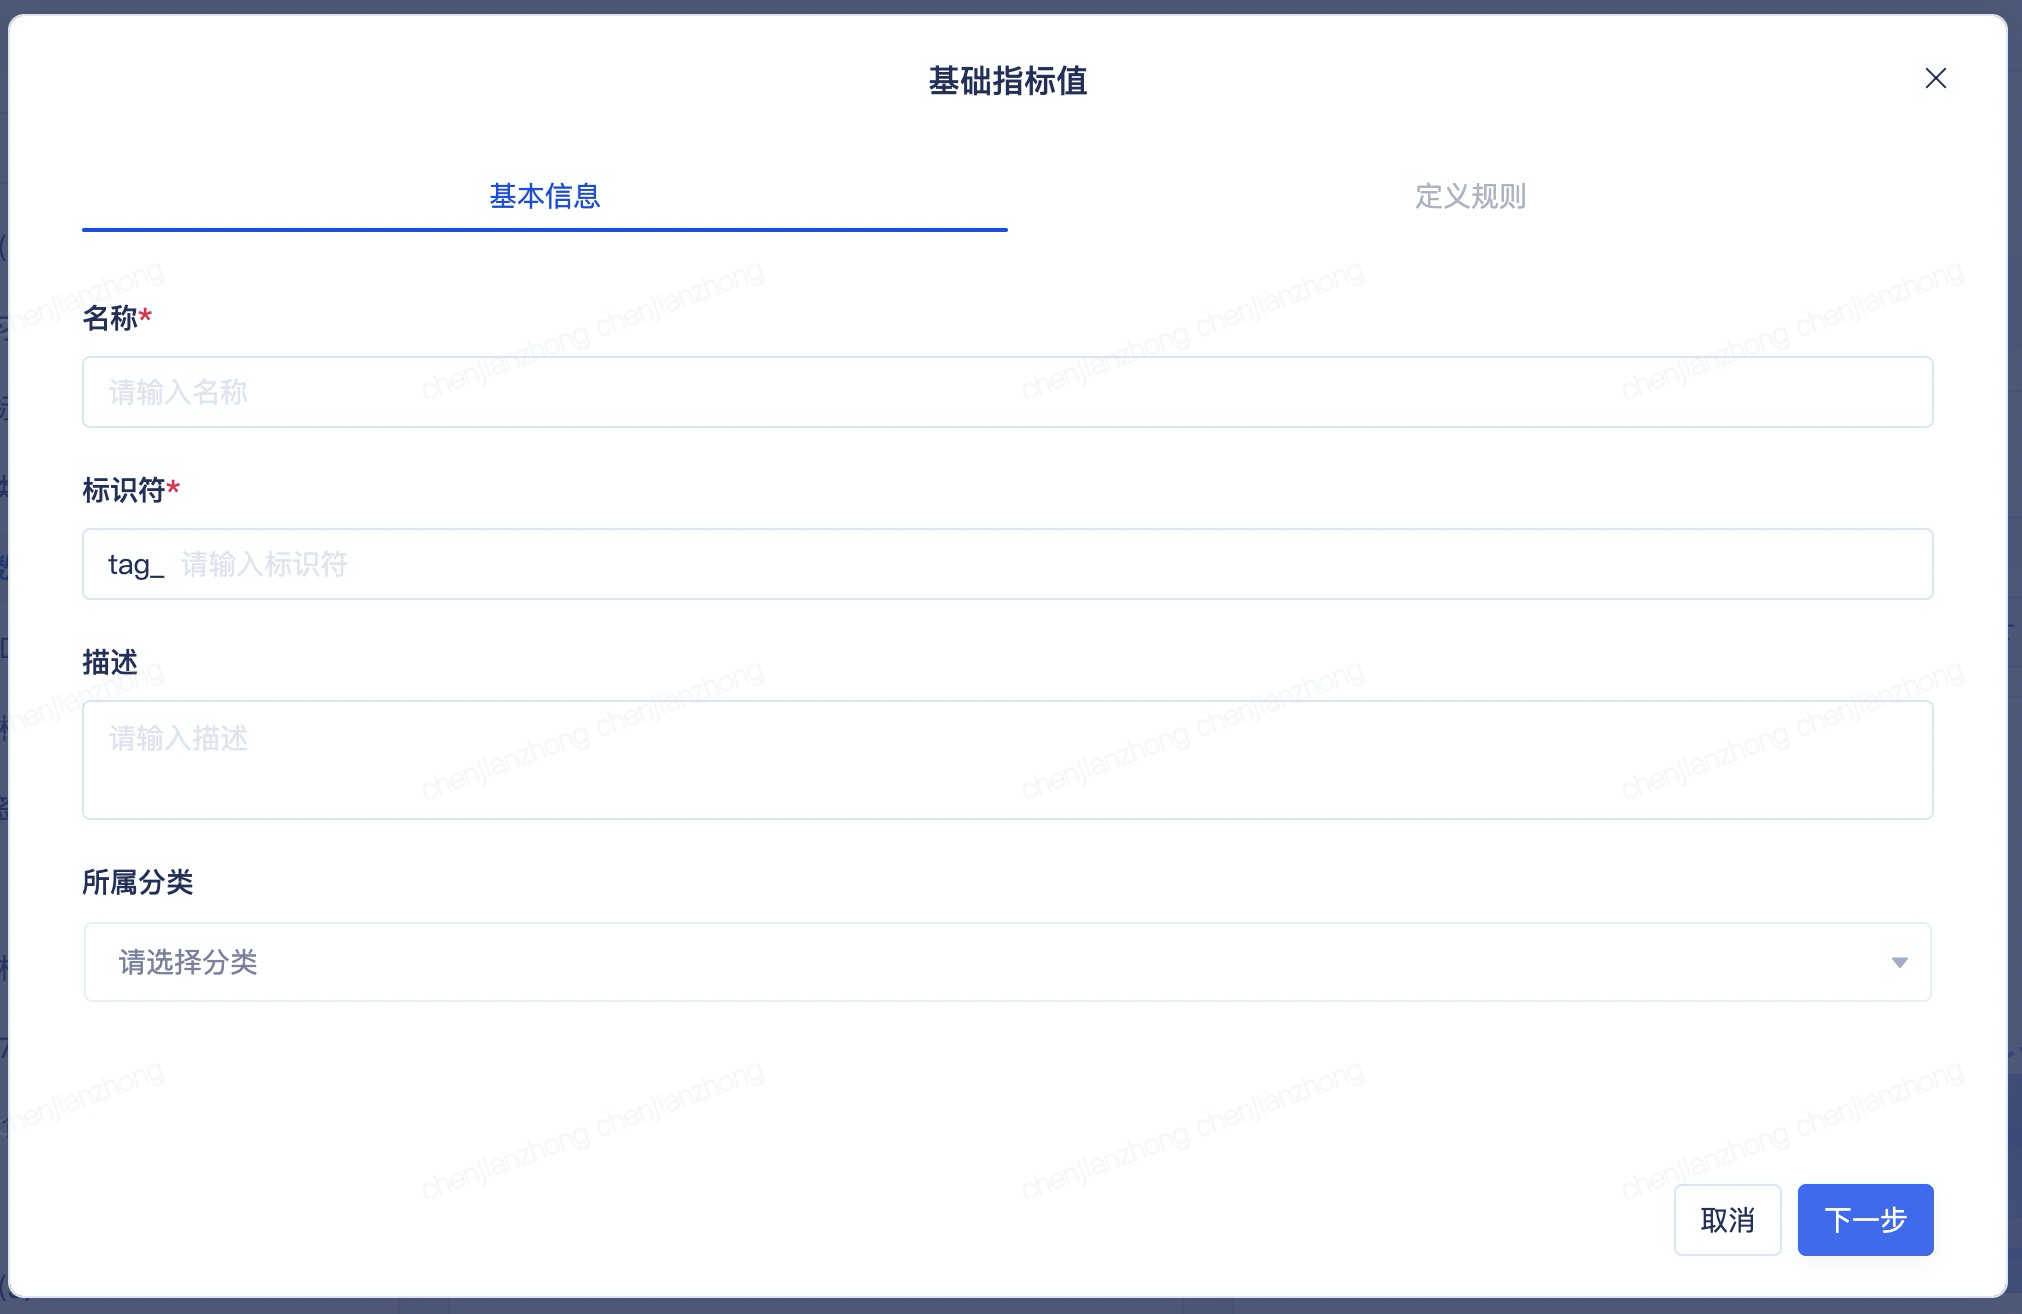 基础指标值
基本信息
定义规则
名称*
请输入名称
标识符*
tag_ 请输入标识符
描述
请输入描述
所属分类
请选择分类
取消
下一步
chenjianzhong chenjianzhong
chenjianzhong chenjianzhong
chenjianzhong chenjianzhong
chenjianzhong chenjianzhong
chenjianzhong chenjianzhong
chenjianzhong chenjianzhong
chenjianzhong chenjianzhong
chenjianzhong chenjianzhong
chenjianzhong chenjianzhong